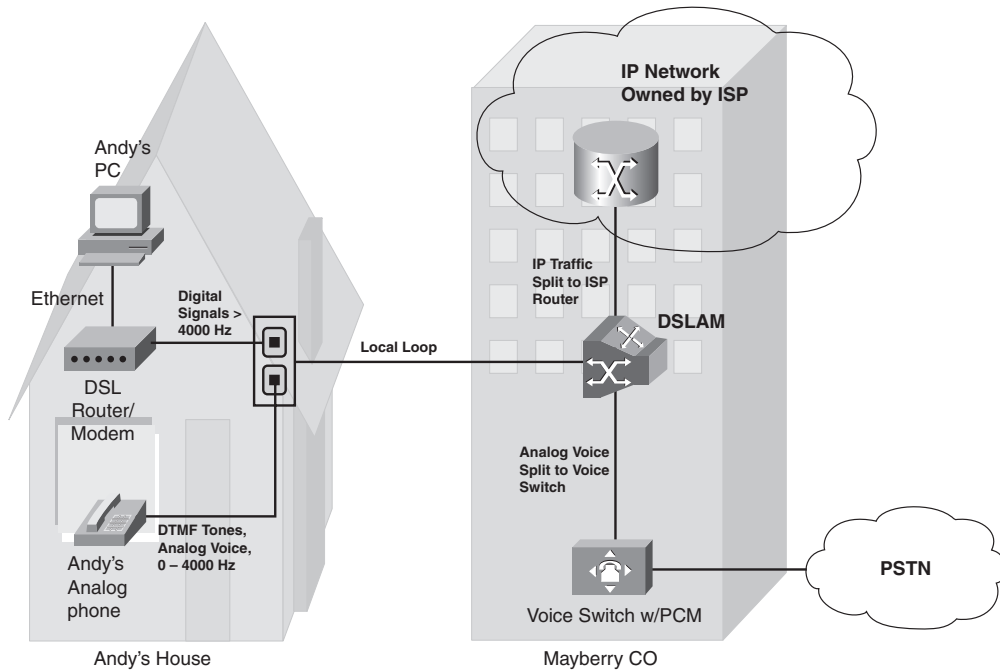 IP Network
Owned by ISP
Andy's
PC
Ethernet
Digital
Signals >
4000 Hz
IP Traffic
Split to ISP
Router
DSLAM
Local Loop
DSL
Router/
Modem
Analog Voice
Split to Voice
Switch
DTMF Tones,
Analog Voice,
0 – 4000 Hz
Andy's
Analog
phone
PSTN
Voice Switch w/PCM
Andy's House
Mayberry CO